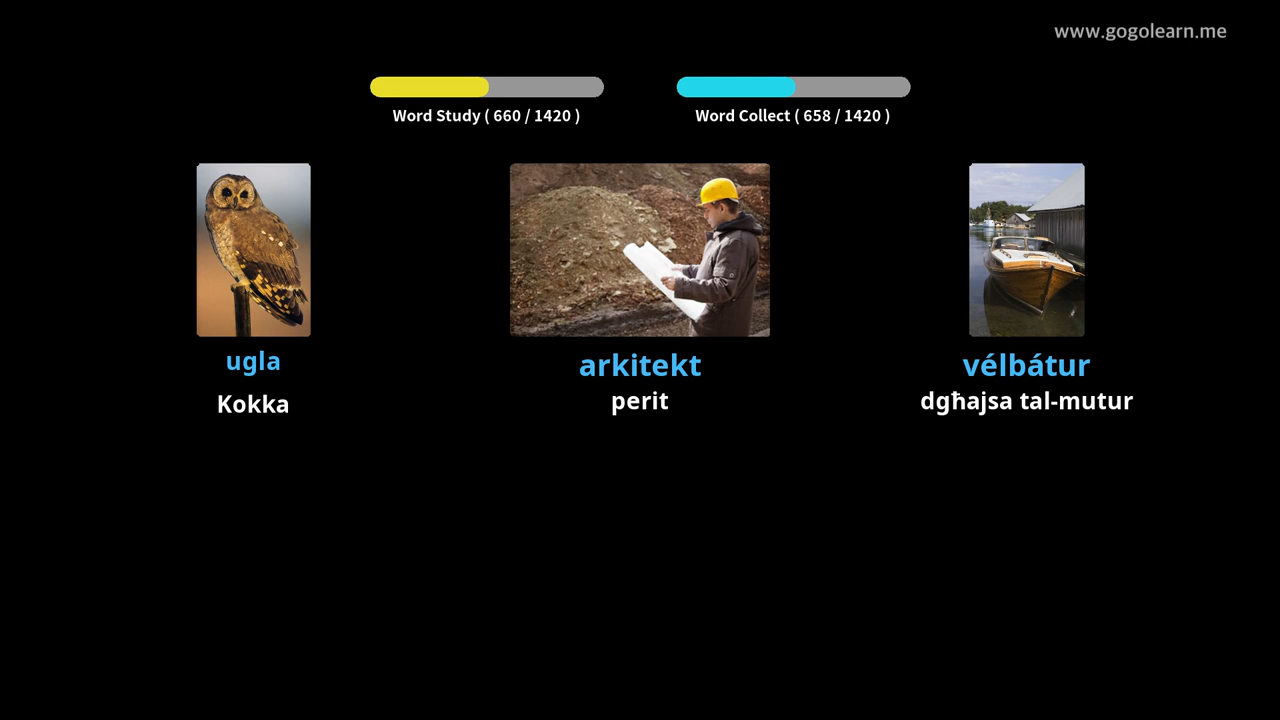 www.gogolearn.me
Word Study ( 660 / 1420 )
Word Collect ( 658 / 1420 )
ugla
Kokka
arkitekt
perit
vélbátur
dgħajsa tal-mutur